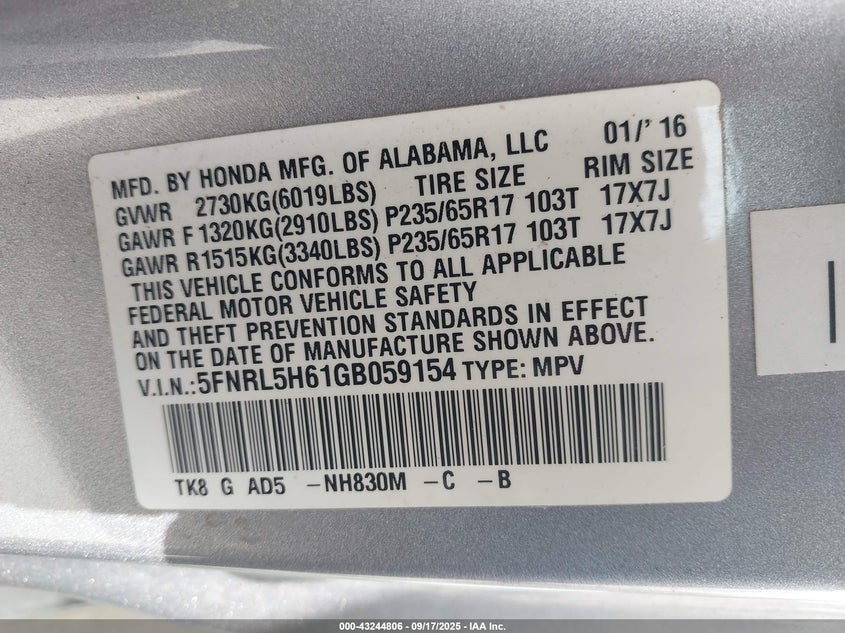 MFD. BY HONDA MFG. OF ALABAMA, LLC 01/' 16
GVWR 2730KG(6019LBS) TIRE SIZE RIM SIZE
GAWR F 1320KG(2910LBS) P235/65R17 103T 17X7J
GAWR R1515KG(3340LBS) P235/65R17 103T 17X7J
THIS VEHICLE CONFORMS TO ALL APPLICABLE
FEDERAL MOTOR VEHICLE SAFETY
AND THEFT PREVENTION STANDARDS IN EFFECT
ON THE DATE OF MANUFACTURE SHOWN ABOVE.
V.I.N.:5FNRL5H61GB059154 TYPE: MPV
TK8 G AD5 -NH830M -C -B
000-43244806 - 09/17/2025 - IAA Inc.